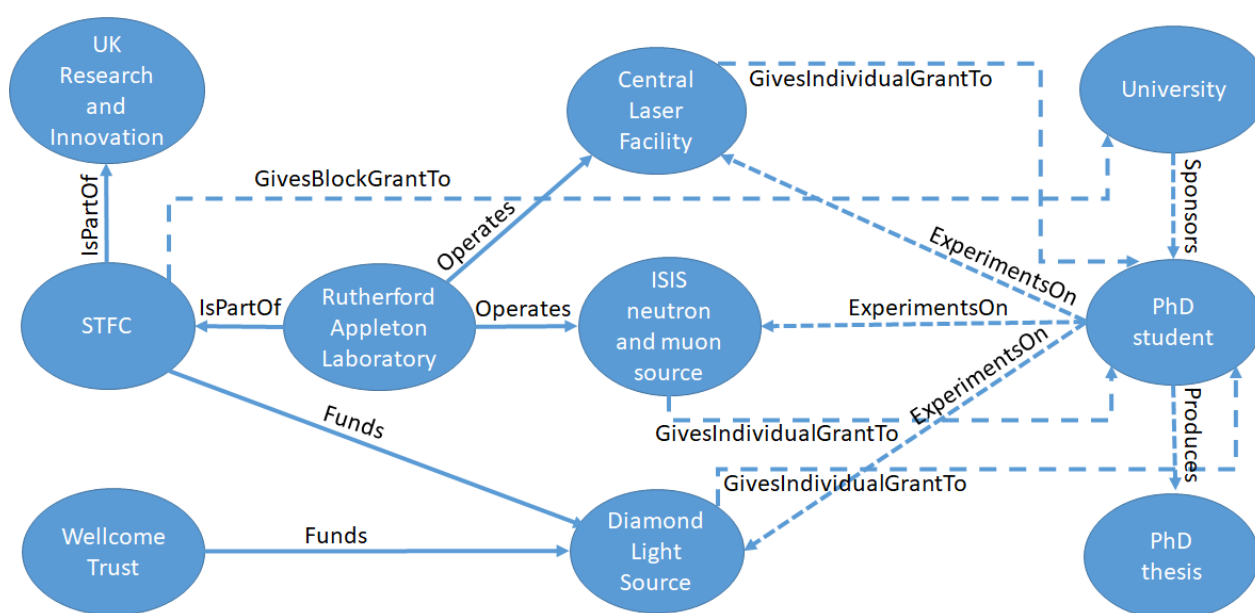 UK
Research
and
Innovation
Central
Laser
Facility
GivesIndividualGrantTo
University
IsPartOf
GivesBlockGrantTo
Operates
Sponsors
ExperimentsOn
STFC
IsPartOf
Rutherford
Appleton
Laboratory
Operates
ISIS
neutron
and muon
source
ExperimentsOn
PhD
student
ExperimentsOn
Funds
GivesIndividualGrantTo
Produces
GivesIndividualGrantTo
Wellcome
Trust
Funds
Diamond
Light
Source
PhD
thesis